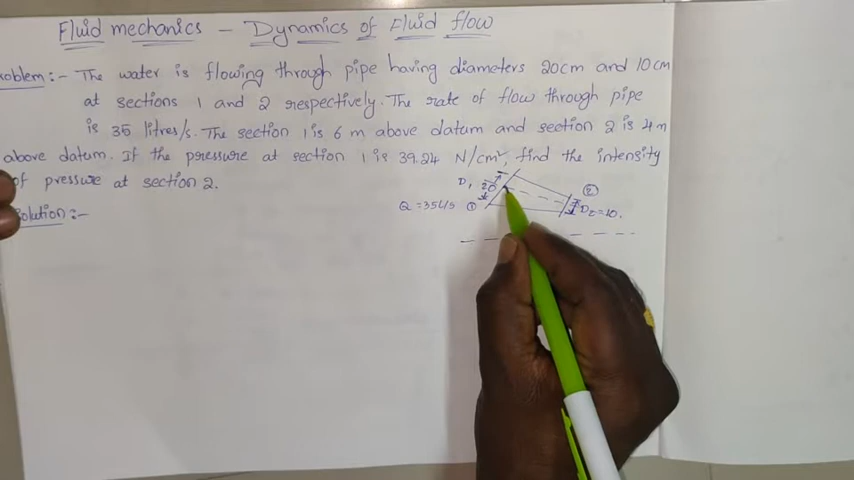 Fluid mechanics - Dynamics of Fluid flow
roblem:- The water is flowing through pipe having diameters 20cm and 10cm
at sections 1 and 2 respectively. The rate of flow through pipe
is 35 litres/s. The section 1 is 6 m above datum and section 2 is 4m
above datum. If the pressure at section 1 is 39.24 N/cm², find the intensity
of pressure at section 2.
D₁ 20 ②
Q = 35L/s ① D₂=10.
solution:-